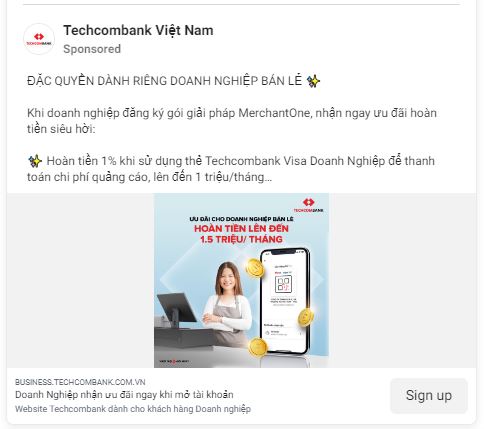 Techcombank Việt Nam
TECHCOMBANK
Sponsored
ĐẶC QUYỀN DÀNH RIÊNG DOANH NGHIỆP BÁN LẺ ✨
Khi doanh nghiệp đăng ký gói giải pháp MerchantOne, nhận ngay ưu đãi hoàn
tiền siêu hời:
✨ Hoàn tiền 1% khi sử dụng thẻ Techcombank Visa Doanh Nghiệp để thanh
toán chi phí quảng cáo, lên đến 1 triệu/tháng...
TECHCOMBANK
ƯU ĐÃI CHO DOANH NGHIỆP BÁN LẺ
HOÀN TIỀN LÊN ĐẾN
1.5 TRIỆU/ THÁNG
BUSINESS.TECHCOMBANK.COM.VN
Doanh Nghiệp nhận ưu đãi ngay khi mở tài khoản
Website Techcombank dành cho khách hàng Doanh nghiệp
Sign up